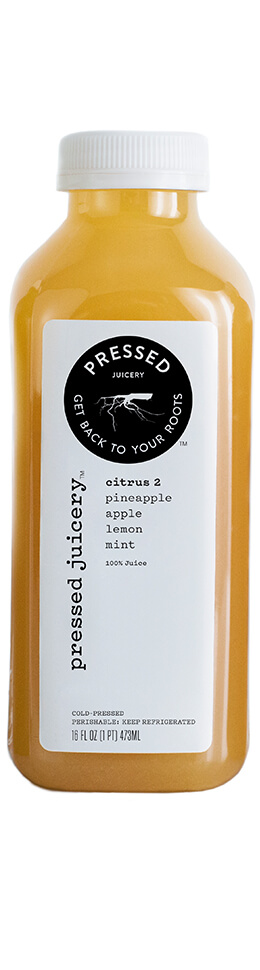 PRESSED
JUICERY
GET BACK TO YOUR ROOTS
TM
pressed juicery TM
citrus 2
pineapple
apple
lemon
mint
100% Juice
COLD-PRESSED
PERISHABLE: KEEP REFRIGERATED
16 FL OZ (1 PT) 473ML